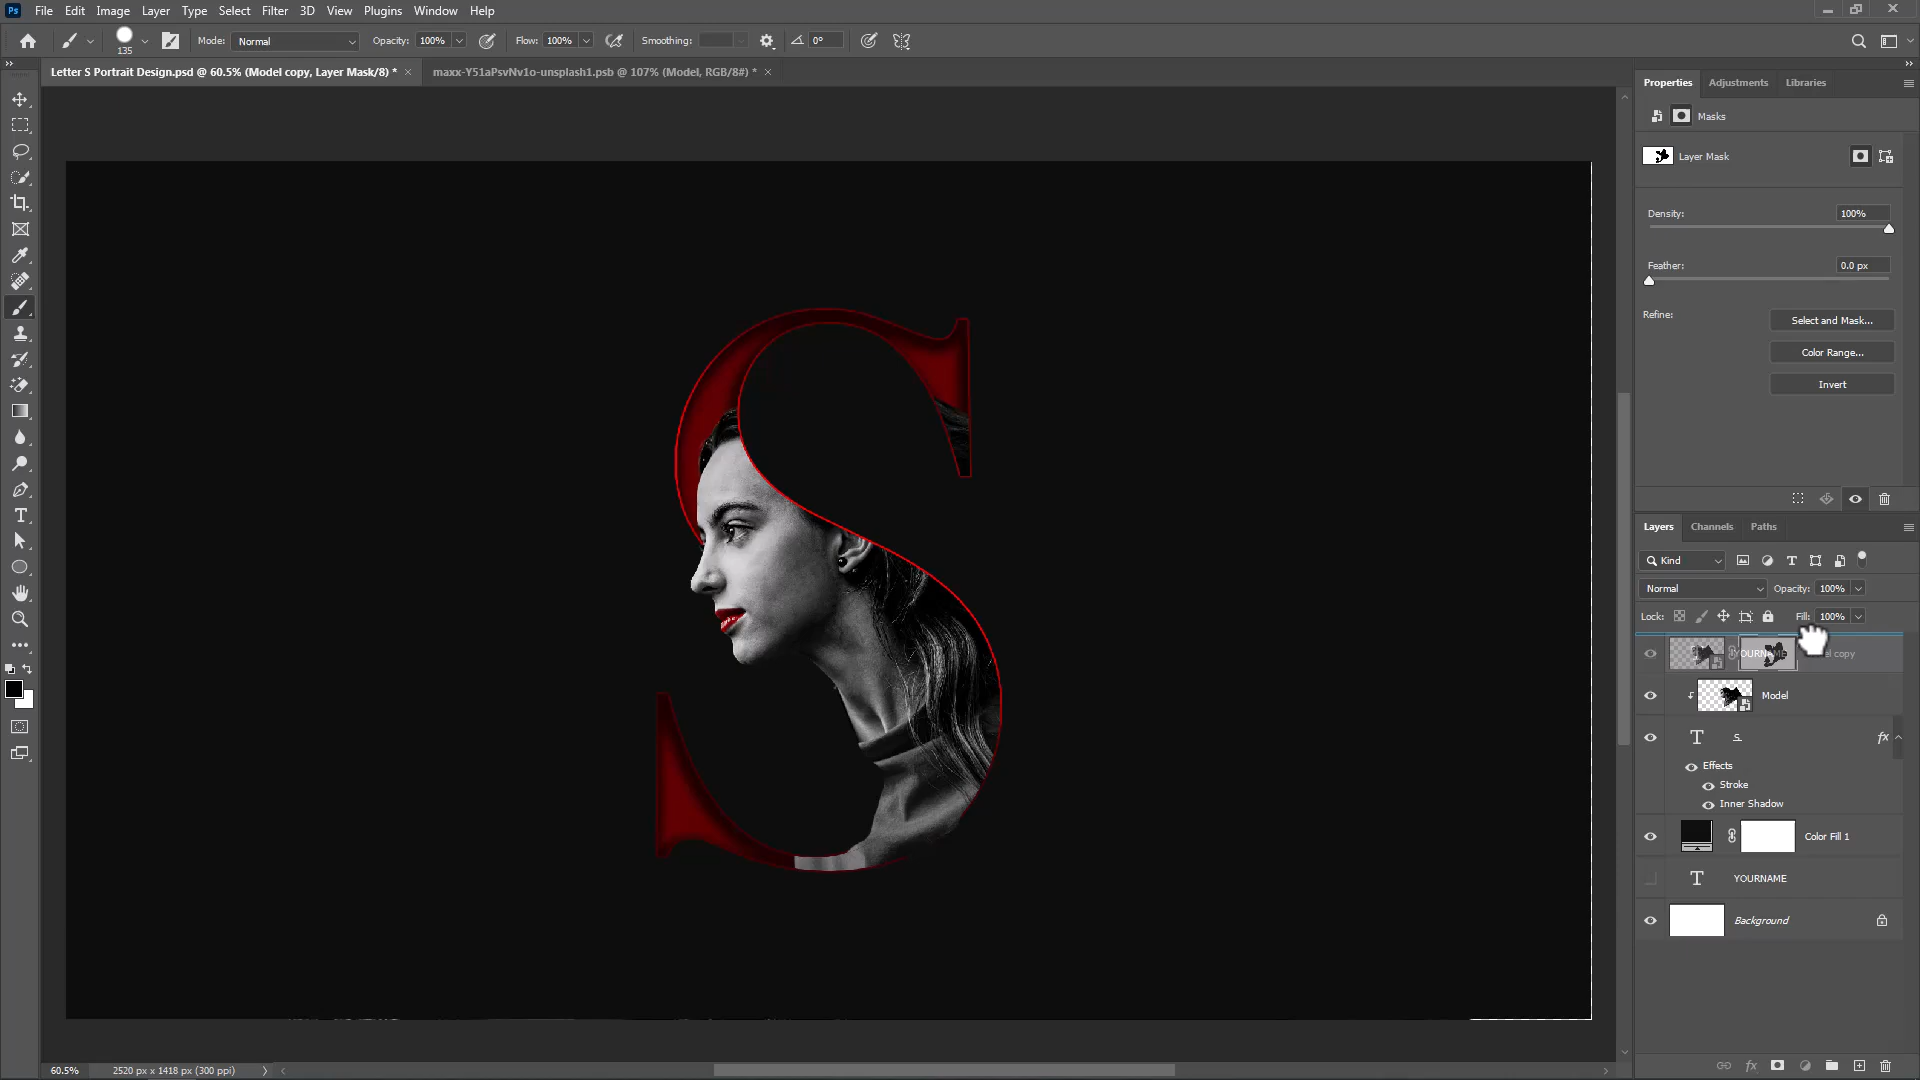 Ps File Edit Image Layer Type Select Filter 3D View Plugins Window Help
135 Mode: Normal Opacity: 100% Flow: 100% Smoothing: 0°
Letter S Portrait Design.psd @ 60.5% (Model copy, Layer Mask/8) * × maxx-Y51aPsvNv1o-unsplash1.psb @ 107% (Model, RGB/8#) * ×
Properties Adjustments Libraries
Masks
Layer Mask
Density: 100%
Feather: 0.0 px
Refine: Select and Mask...
Color Range...
Invert
Layers Channels Paths
Kind
Normal Opacity: 100%
Lock: Fill: 100%
YOURNAME copy
Model
S
fx
Effects
Stroke
Inner Shadow
Color Fill 1
YOURNAME
Background
60.5% 2520 px x 1418 px (300 ppi)
fx